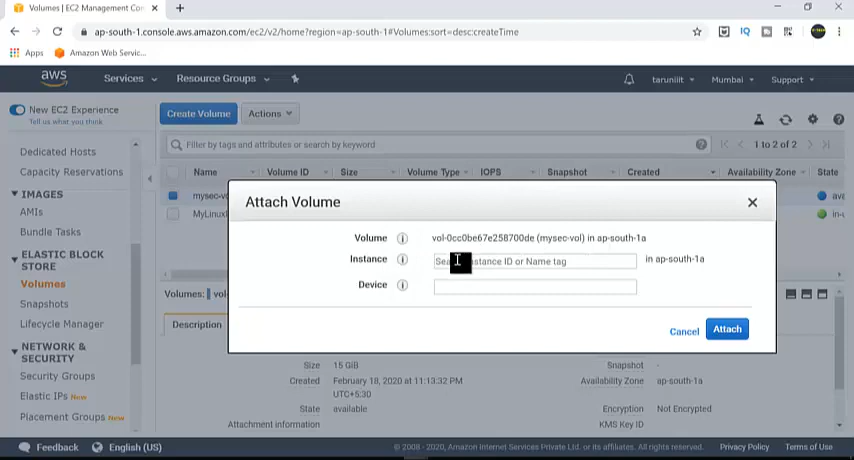 Volumes | EC2 Management Con
ap-south-1.console.aws.amazon.com/ec2/v2/home?region=ap-south-1#Volumes:sort=desc:createTime
Apps Amazon Web Servic...
aws Services Resource Groups taruniiit Mumbai Support
New EC2 Experience
Tell us what you think
Create Volume Actions
Filter by tags and attributes or search by keyword
1 to 2 of 2
Dedicated Hosts
Capacity Reservations
IMAGES
AMIs
Bundle Tasks
ELASTIC BLOCK
STORE
Volumes
Snapshots
Lifecycle Manager
NETWORK &
SECURITY
Security Groups
Elastic IPs New
Placement Groups New
Name Volume ID Size Volume Type IOPS Snapshot Created Availability Zone State
mysec-vo ava
MyLinux in-u
Attach Volume
Volume vol-0cc0be67e258700de (mysec-vol) in ap-south-1a
Instance instance ID or Name tag in ap-south-1a
Device
Cancel Attach
Volumes: vol-
Description
Size 15 GiB Snapshot -
Created February 18, 2020 at 11:13:32 PM Availability Zone ap-south-1a
UTC+5:30
State available Encryption Not Encrypted
Attachment information KMS Key ID
Feedback English (US) © 2008 - 2020, Amazon Internet Services Private Ltd. or its affiliates. All rights reserved. Privacy Policy Terms of Use